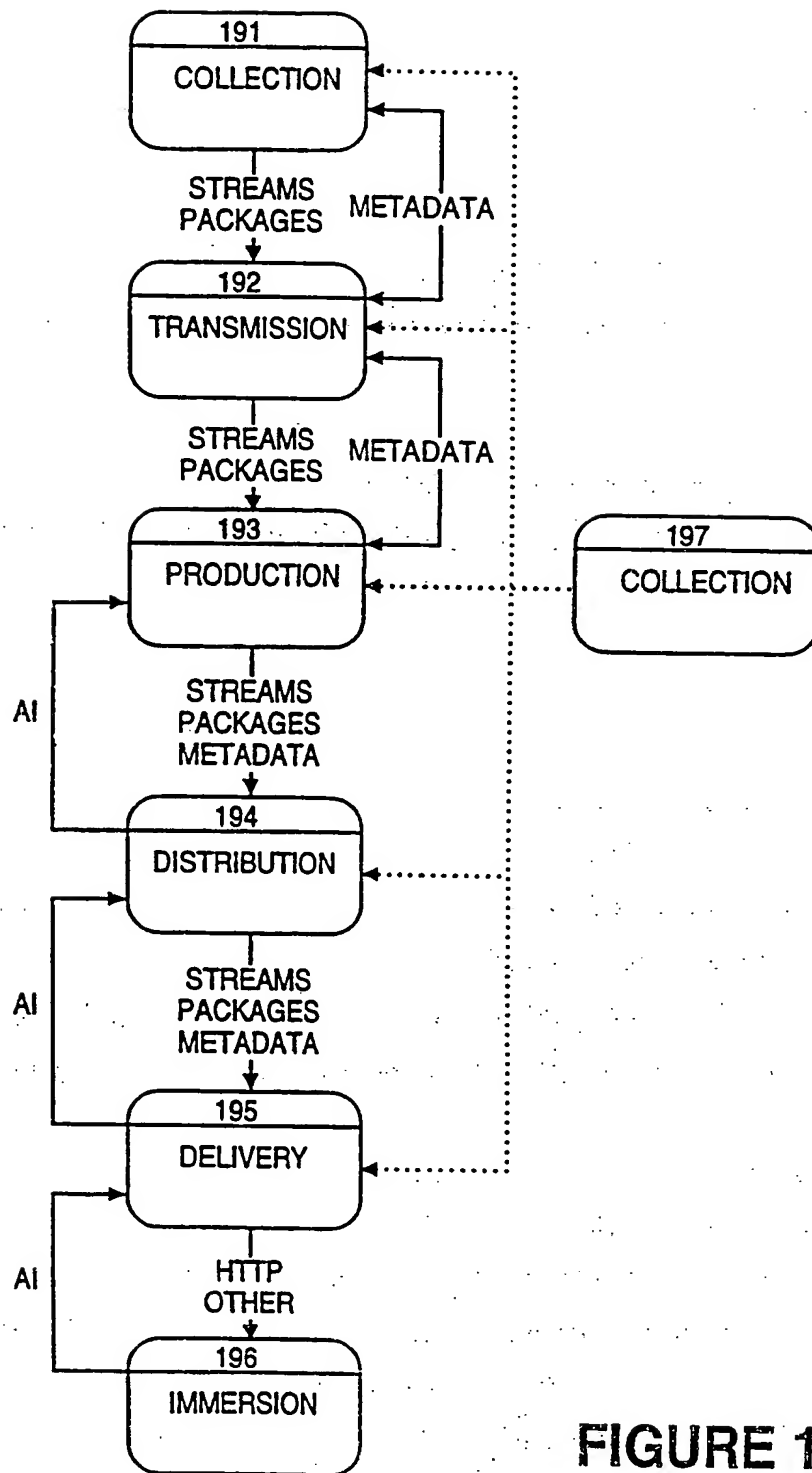 191
COLLECTION
STREAMS
PACKAGES
METADATA
192
TRANSMISSION
STREAMS
PACKAGES
METADATA
193
PRODUCTION
197
COLLECTION
AI
STREAMS
PACKAGES
METADATA
194
DISTRIBUTION
AI
STREAMS
PACKAGES
METADATA
195
DELIVERY
AI
HTTP
OTHER
196
IMMERSION
FIGURE 1